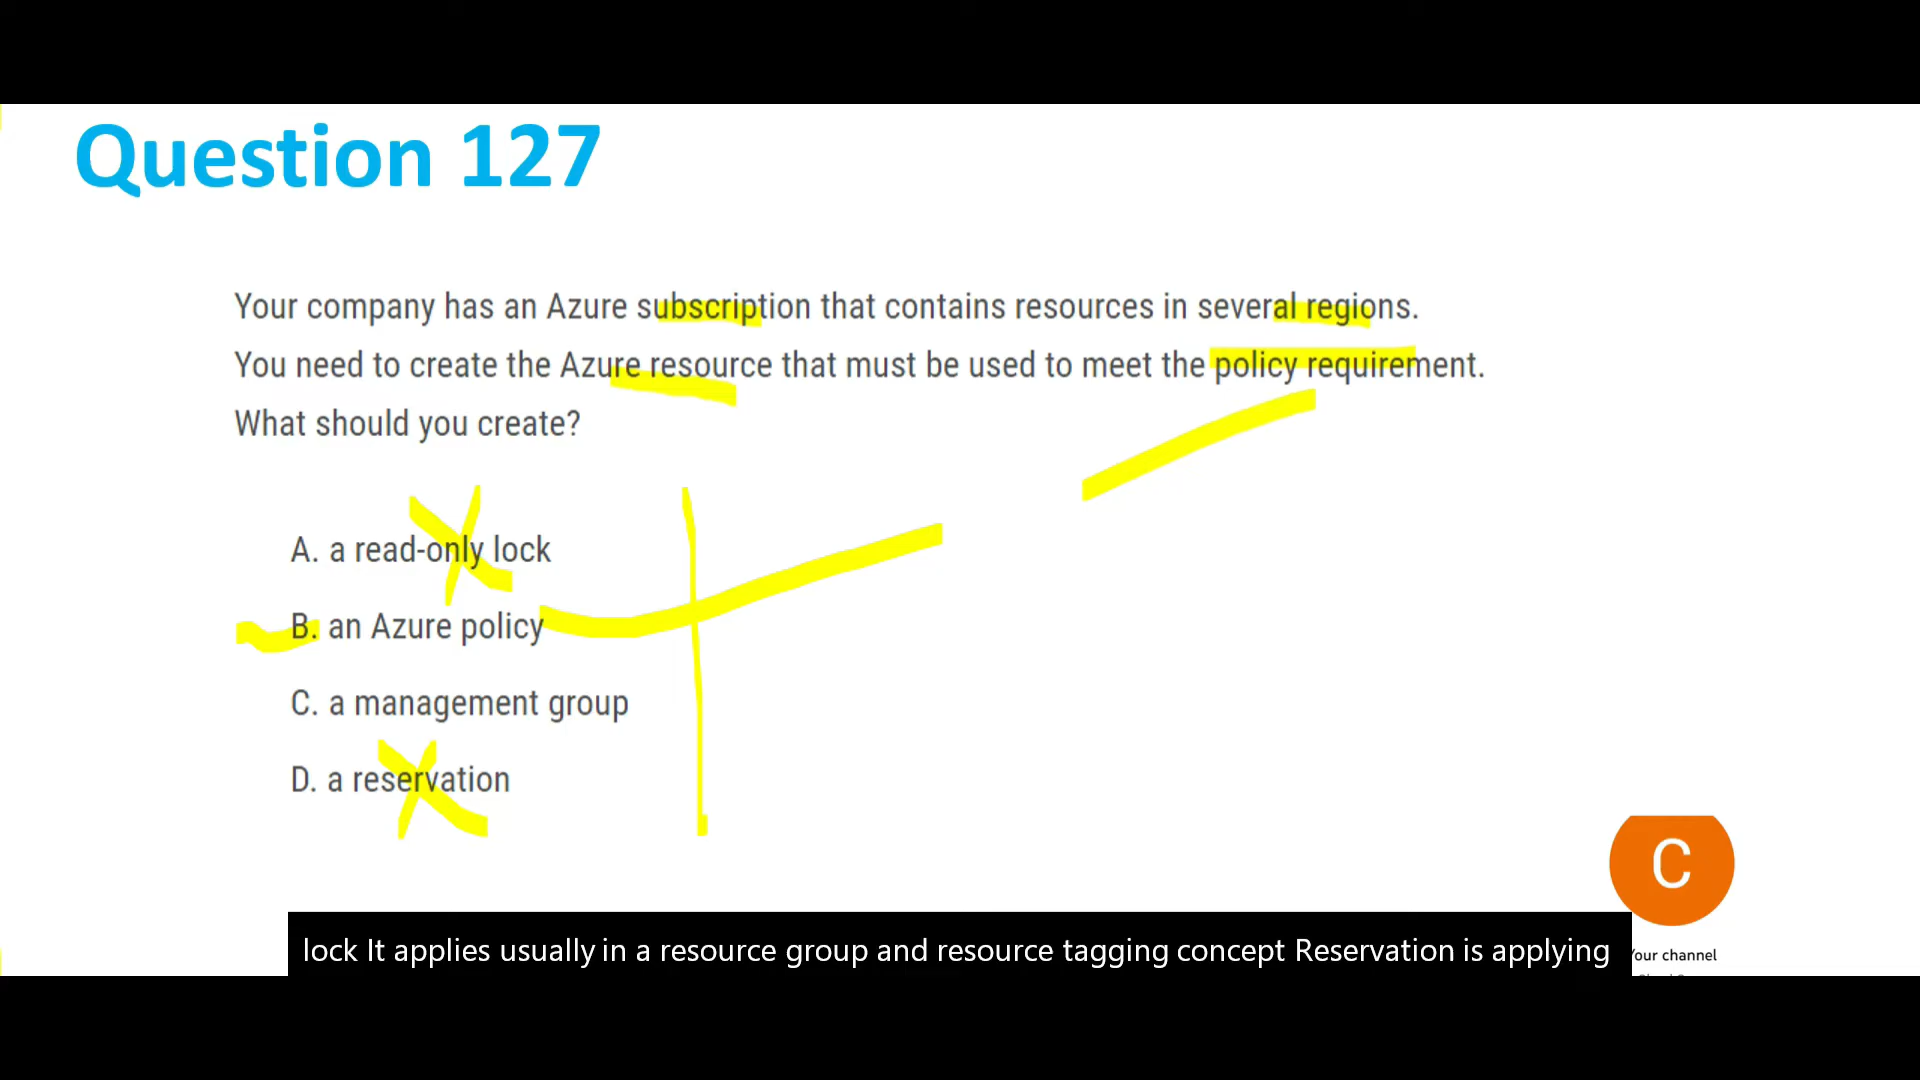 Question 127
Your company has an Azure subscription that contains resources in several regions.
You need to create the Azure resource that must be used to meet the policy requirement.
What should you create?
A. a read-only lock
B. an Azure policy
C. a management group
D. a reservation
C
lock It applies usually in a resource group and resource tagging concept Reservation is applying
Your channel